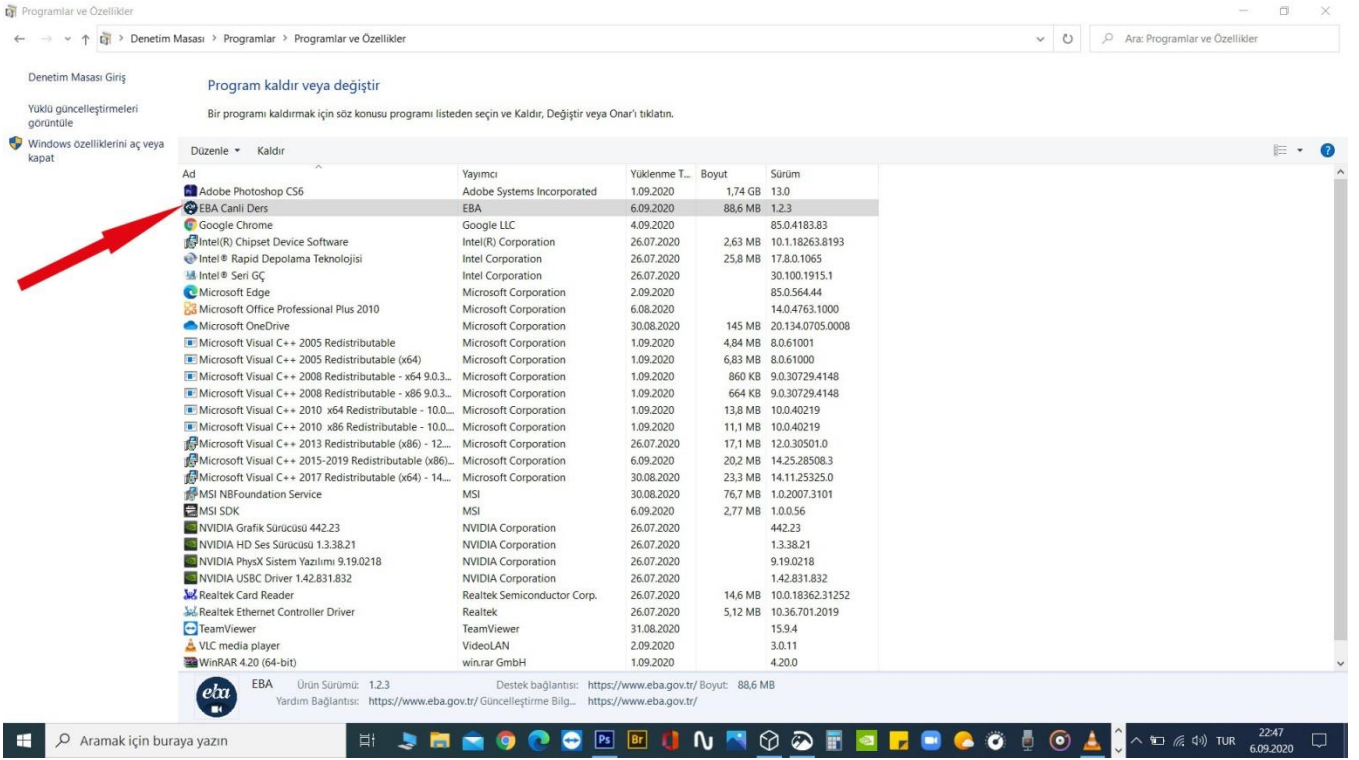 Programlar ve Özellikler
Denetim Masası > Programlar > Programlar ve Özellikler
Ara: Programlar ve Özellikler
Denetim Masası Giriş
Yüklü güncelleştirmeleri
görüntüle
Windows özelliklerini aç veya
kapat
Program kaldır veya değiştir
Bir programı kaldırmak için söz konusu programı listeden seçin ve Kaldır, Değiştir veya Onar'ı tıklatın.
Düzenle Kaldır
Ad Yayımcı Yüklenme T... Boyut Sürüm
Adobe Photoshop CS6 Adobe Systems Incorporated 1.09.2020 1,74 GB 13.0
EBA Canli Ders EBA 6.09.2020 88,6 MB 1.2.3
Google Chrome Google LLC 4.09.2020 85.0.4183.83
Intel(R) Chipset Device Software Intel(R) Corporation 26.07.2020 2,63 MB 10.1.18263.8193
Intel® Rapid Depolama Teknolojisi Intel Corporation 26.07.2020 25,8 MB 17.8.0.1065
Intel® Seri GÇ Intel Corporation 26.07.2020 30.100.1915.1
Microsoft Edge Microsoft Corporation 2.09.2020 85.0.564.44
Microsoft Office Professional Plus 2010 Microsoft Corporation 6.08.2020 14.0.4763.1000
Microsoft OneDrive Microsoft Corporation 30.08.2020 145 MB 20.134.0705.0008
Microsoft Visual C++ 2005 Redistributable Microsoft Corporation 1.09.2020 4,84 MB 8.0.61001
Microsoft Visual C++ 2005 Redistributable (x64) Microsoft Corporation 1.09.2020 6,83 MB 8.0.61000
Microsoft Visual C++ 2008 Redistributable - x64 9.0.3... Microsoft Corporation 1.09.2020 860 KB 9.0.30729.4148
Microsoft Visual C++ 2008 Redistributable - x86 9.0.3... Microsoft Corporation 1.09.2020 664 KB 9.0.30729.4148
Microsoft Visual C++ 2010 x64 Redistributable - 10.0.... Microsoft Corporation 1.09.2020 13,8 MB 10.0.40219
Microsoft Visual C++ 2010 x86 Redistributable - 10.0.... Microsoft Corporation 1.09.2020 11,1 MB 10.0.40219
Microsoft Visual C++ 2013 Redistributable (x86) - 12.... Microsoft Corporation 26.07.2020 17,1 MB 12.0.30501.0
Microsoft Visual C++ 2015-2019 Redistributable (x86)... Microsoft Corporation 6.09.2020 20,2 MB 14.25.28508.3
Microsoft Visual C++ 2017 Redistributable (x64) - 14.... Microsoft Corporation 30.08.2020 23,3 MB 14.11.25325.0
MSI NBFoundation Service MSI 30.08.2020 76,7 MB 1.0.2007.3101
MSI SDK MSI 6.09.2020 2,77 MB 1.0.0.56
NVIDIA Grafik Sürücüsü 442.23 NVIDIA Corporation 26.07.2020 442.23
NVIDIA HD Ses Sürücüsü 1.3.38.21 NVIDIA Corporation 26.07.2020 1.3.38.21
NVIDIA PhysX Sistem Yazılımı 9.19.0218 NVIDIA Corporation 26.07.2020 9.19.0218
NVIDIA USBC Driver 1.42.831.832 NVIDIA Corporation 26.07.2020 1.42.831.832
Realtek Card Reader Realtek Semiconductor Corp. 26.07.2020 14,6 MB 10.0.18362.31252
Realtek Ethernet Controller Driver Realtek 26.07.2020 5,12 MB 10.36.701.2019
TeamViewer TeamViewer 31.08.2020 15.9.4
VLC media player VideoLAN 2.09.2020 3.0.11
WinRAR 4.20 (64-bit) win.rar GmbH 1.09.2020 4.20.0
eba EBA Ürün Sürümü: 1.2.3 Destek bağlantısı: https://www.eba.gov.tr/ Boyut: 88,6 MB
Yardım Bağlantısı: https://www.eba.gov.tr/ Güncelleştirme Bilg... https://www.eba.gov.tr/
Aramak için buraya yazın Ps Br TUR 22:47
6.09.2020